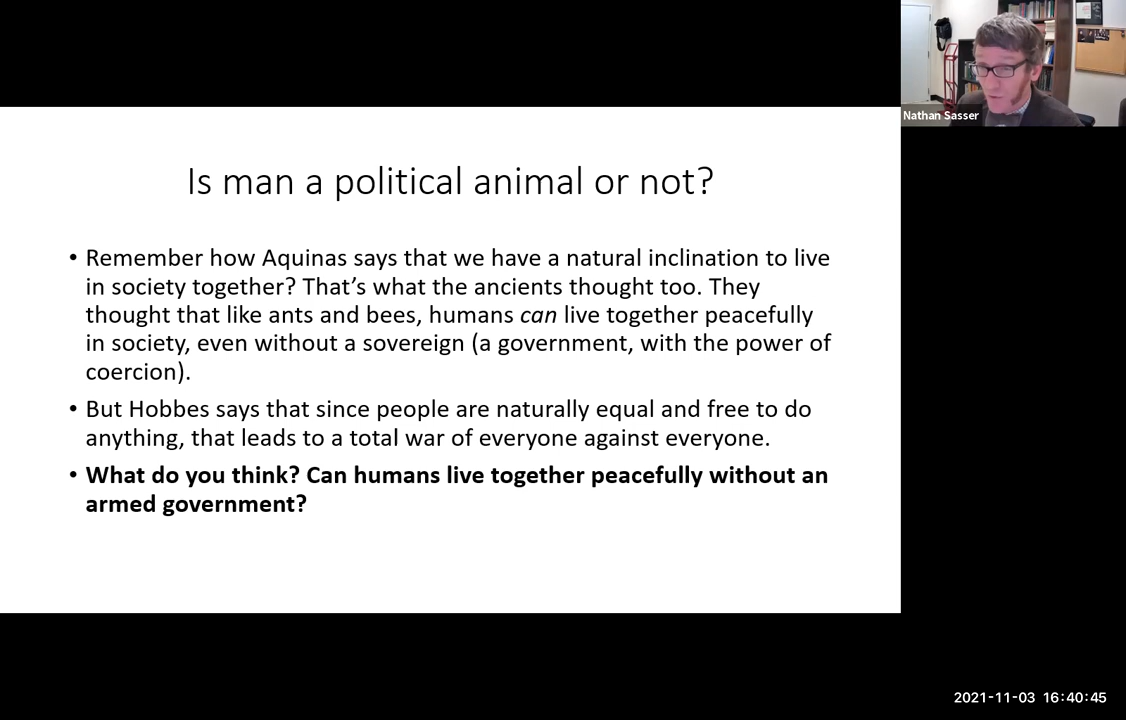 Nathan Sasser
Is man a political animal or not?
• Remember how Aquinas says that we have a natural inclination to live
in society together? That’s what the ancients thought too. They
thought that like ants and bees, humans can live together peacefully
in society, even without a sovereign (a government, with the power of
coercion).
• But Hobbes says that since people are naturally equal and free to do
anything, that leads to a total war of everyone against everyone.
• What do you think? Can humans live together peacefully without an
armed government?
2021-11-03 16:40:45